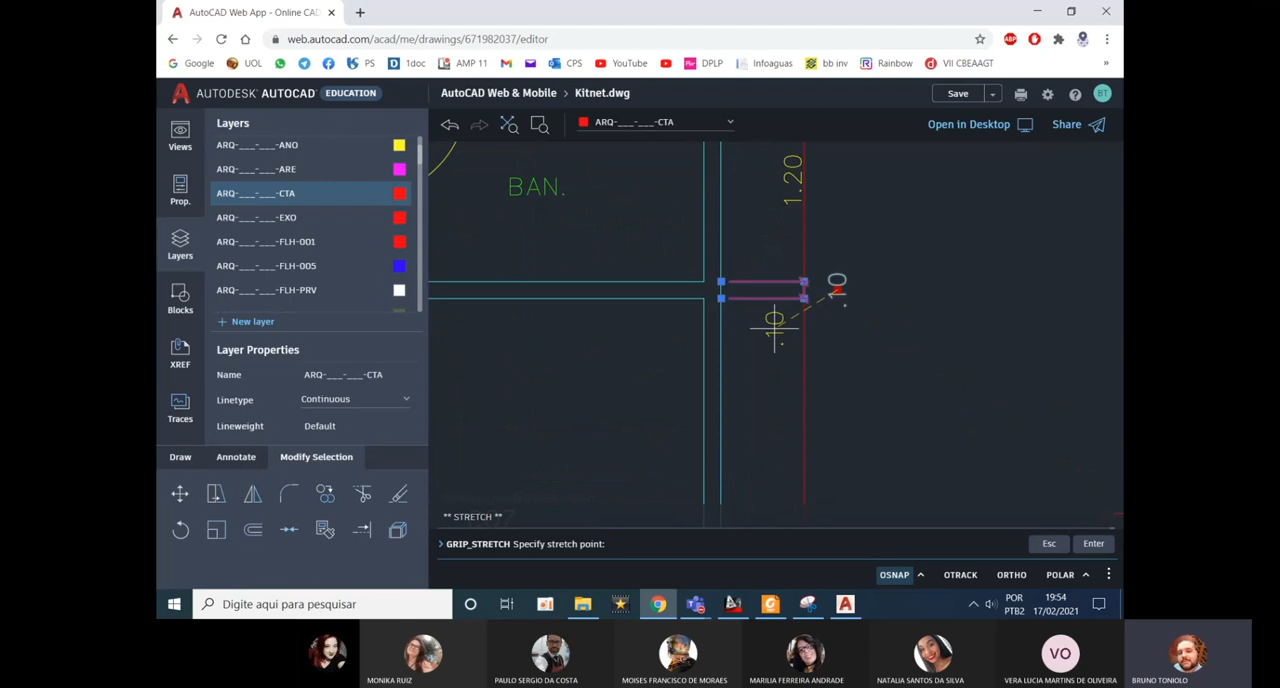 AutoCAD Web App - Online CAD
web.autocad.com/acad/me/drawings/671982037/editor
ABP
Google UOL PS 1doc AMP 11 CPS YouTube DPLP Infoaguas bb inv Rainbow VII CBEAAGT »
AUTODESK® AUTOCAD EDUCATION
AutoCAD Web & Mobile > Kitnet.dwg
Save
BT
Layers
Views
Prop.
Layers
Blocks
XREF
Traces
ARQ-___-___-ANO
ARQ-___-___-ARE
ARQ-___-___-CTA
ARQ-___-___-EXO
ARQ-___-___-FLH-001
ARQ-___-___-FLH-005
ARQ-___-___-FLH-PRV
+ New layer
Layer Properties
Name ARQ-___-___-CTA
Linetype Continuous
Lineweight Default
Draw Annotate Modify Selection
ARQ-___-___-CTA
Open in Desktop Share
BAN.
1.20
.10
.10
** STRETCH **
> GRIP_STRETCH Specify stretch point:
Esc Enter
OSNAP OTRACK ORTHO POLAR
Digite aqui para pesquisar
POR
PTB2
19:54
17/02/2021
VO
MONIKA RUIZ
PAULO SERGIO DA COSTA
MOISES FRANCISCO DE MORAES
MARILIA FERREIRA ANDRADE
NATALIA SANTOS DA SILVA
VERA LUCIA MARTINS DE OLIVEIRA
BRUNO TONIOLO